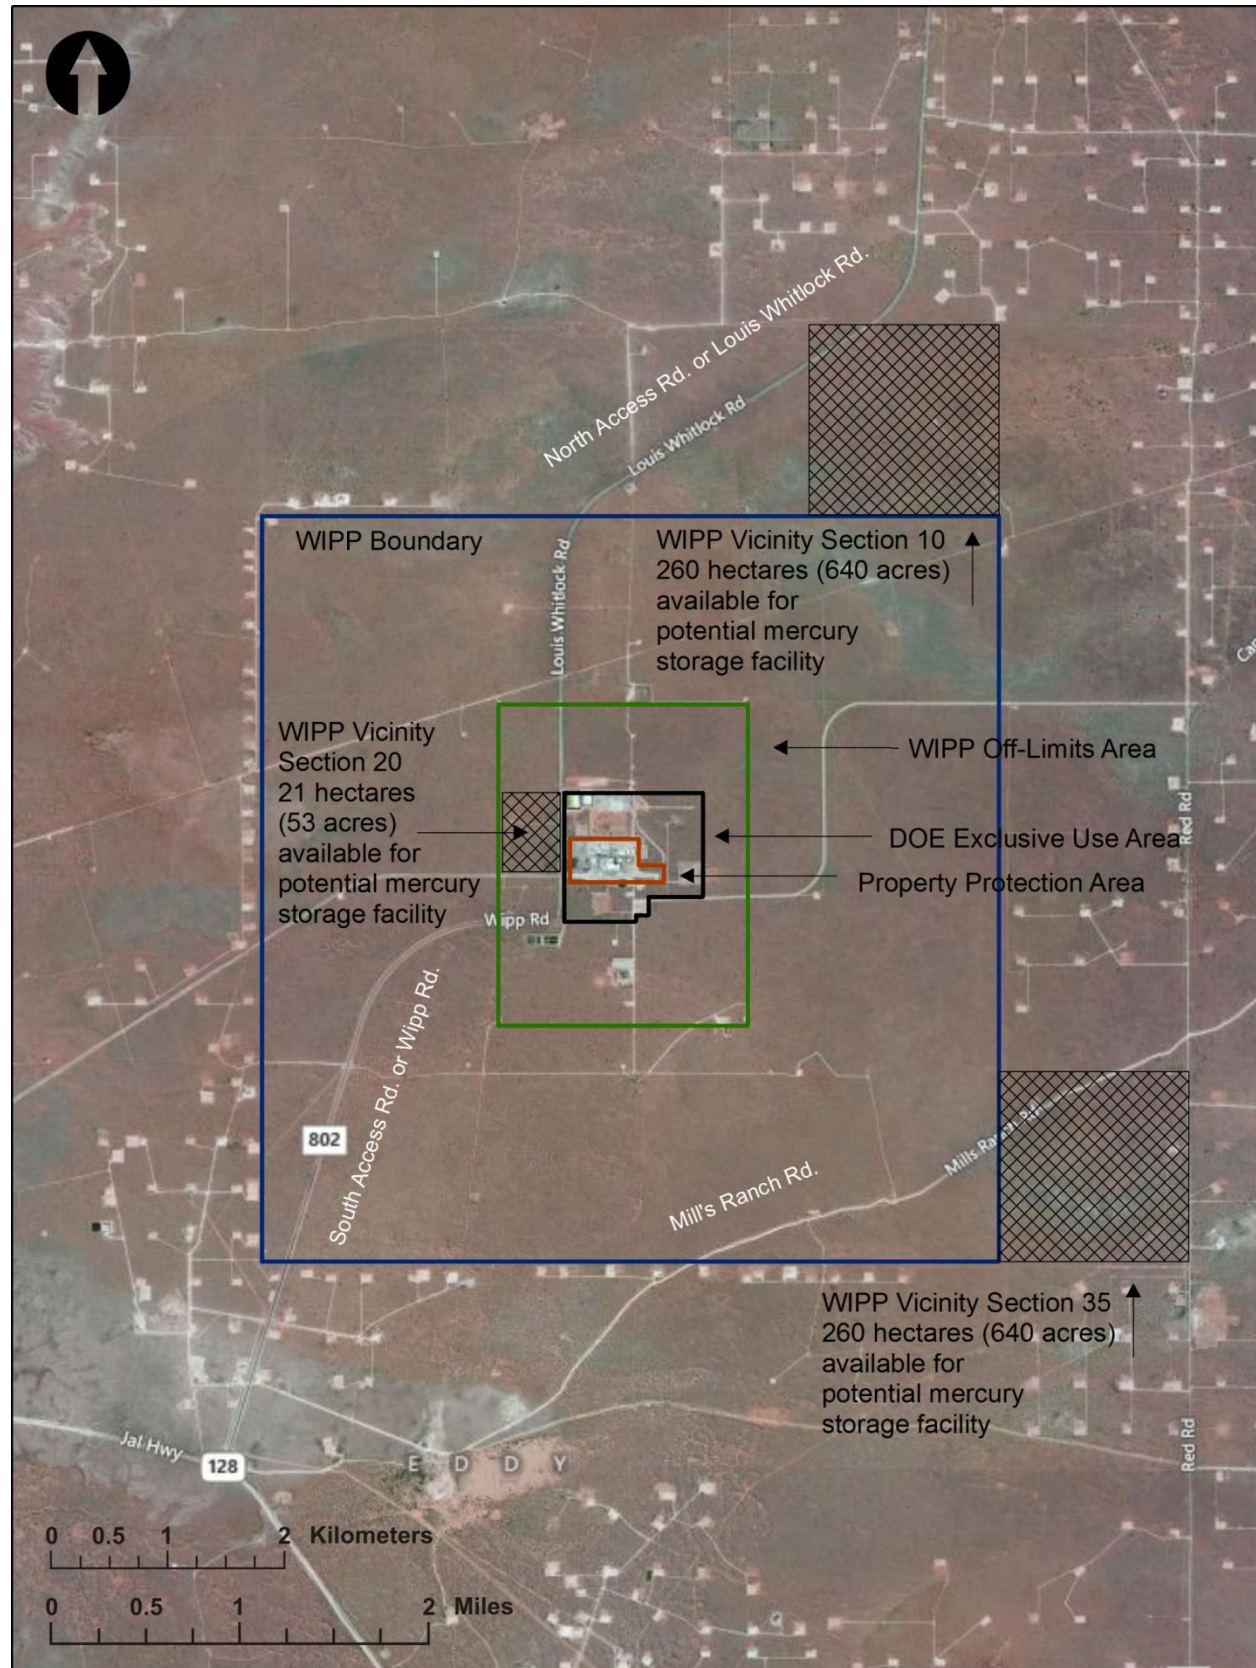 North Access Rd. or Louis Whitlock Rd.
Louis Whitlock Rd
WIPP Boundary
Louis Whitlock Rd
WIPP Vicinity Section 10
260 hectares (640 acres)
available for
potential mercury
storage facility
WIPP Vicinity
Section 20
21 hectares
(53 acres)
available for
potential mercury
storage facility
WIPP Off-Limits Area
DOE Exclusive Use Area
Property Protection Area
Red Rd
Wipp Rd
South Access Rd. or Wipp Rd.
802
Mills Ranch Rd
Mill's Ranch Rd.
WIPP Vicinity Section 35
260 hectares (640 acres)
available for
potential mercury
storage facility
Jal Hwy
128
EDDY
Red Rd
0 0.5 1 2 Kilometers
0 0.5 1 2 Miles